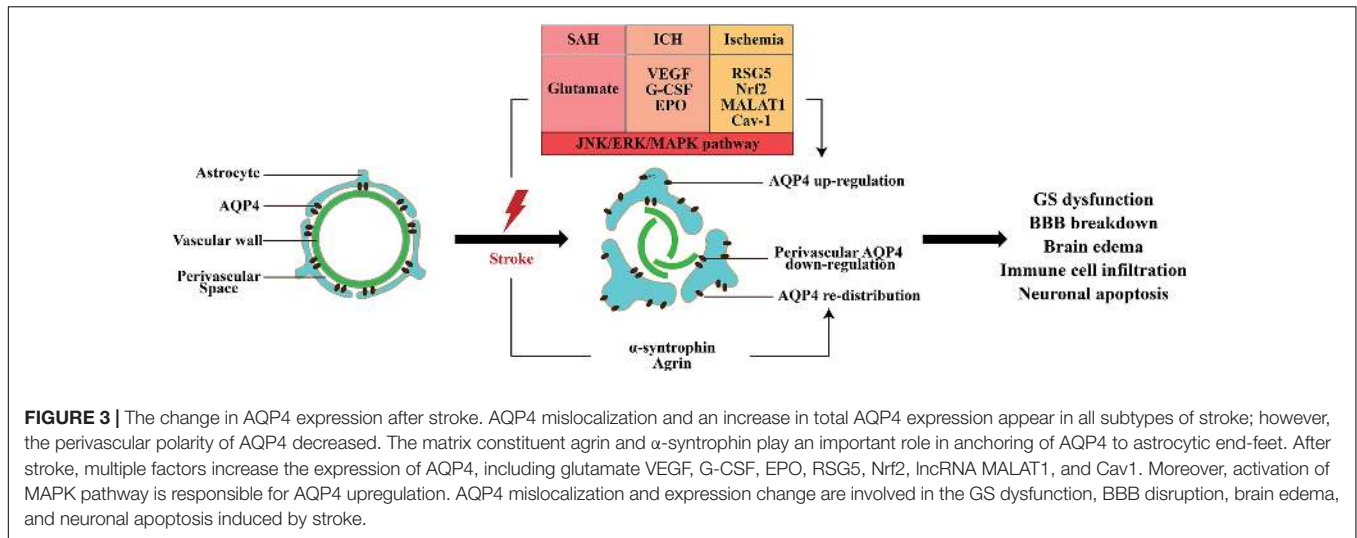 SAH ICH Ischemia
Glutamate
VEGF
G-CSF
EPO
RSG5
Nrf2
MALAT1
Cav-1
JNK/ERK/MAPK pathway
Astrocyte
AQP4
Vascular wall
Perivascular
Space
Stroke
AQP4 up-regulation
Perivascular AQP4
down-regulation
AQP4 re-distribution
α-syntrophin
Agrin
GS dysfunction
BBB breakdown
Brain edema
Immune cell infiltration
Neuronal apoptosis
FIGURE 3 | The change in AQP4 expression after stroke. AQP4 mislocalization and an increase in total AQP4 expression appear in all subtypes of stroke; however,
the perivascular polarity of AQP4 decreased. The matrix constituent agrin and α-syntrophin play an important role in anchoring of AQP4 to astrocytic end-feet. After
stroke, multiple factors increase the expression of AQP4, including glutamate VEGF, G-CSF, EPO, RSG5, Nrf2, lncRNA MALAT1, and Cav1. Moreover, activation of
MAPK pathway is responsible for AQP4 upregulation. AQP4 mislocalization and expression change are involved in the GS dysfunction, BBB disruption, brain edema,
and neuronal apoptosis induced by stroke.